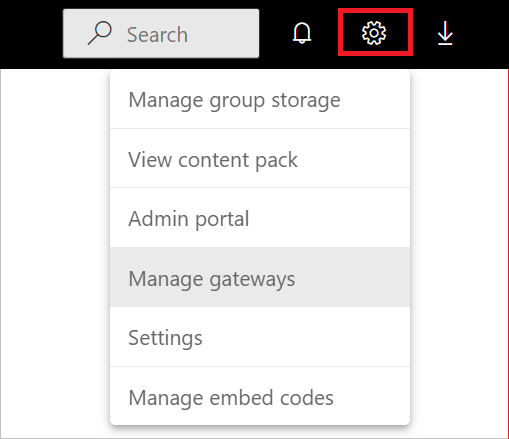 Search
Manage group storage
View content pack
Admin portal
Manage gateways
Settings
Manage embed codes